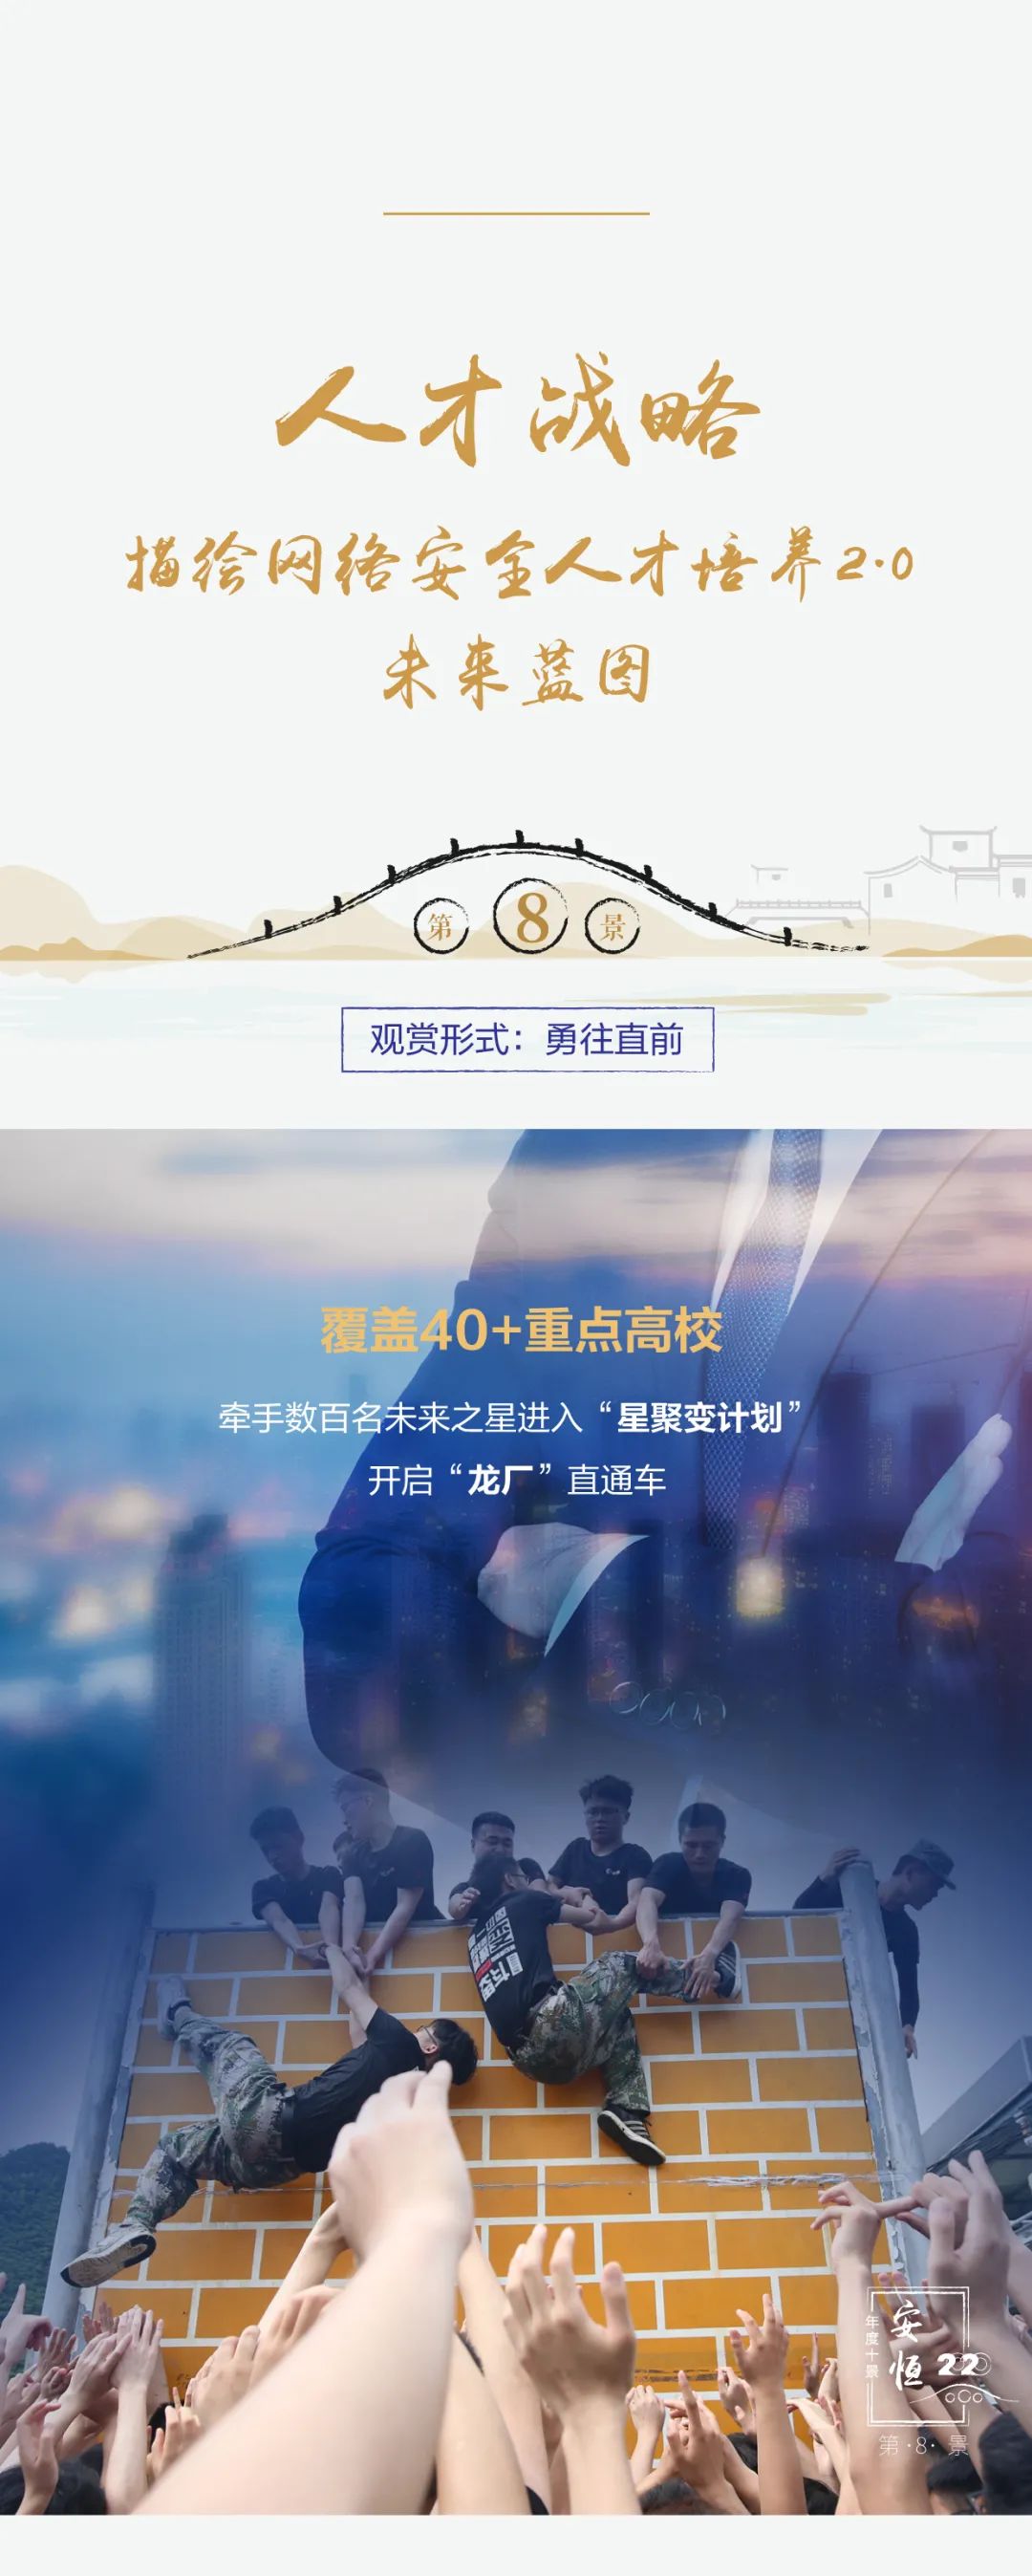 人才战略
描绘网络安全人才培养2.0
未来蓝图
第8景
观赏形式：勇往直前
覆盖40+重点高校
牵手数百名未来之星进入“星聚变计划”
开启“龙厂”直通车
年度十景
安恒22
第·8·景